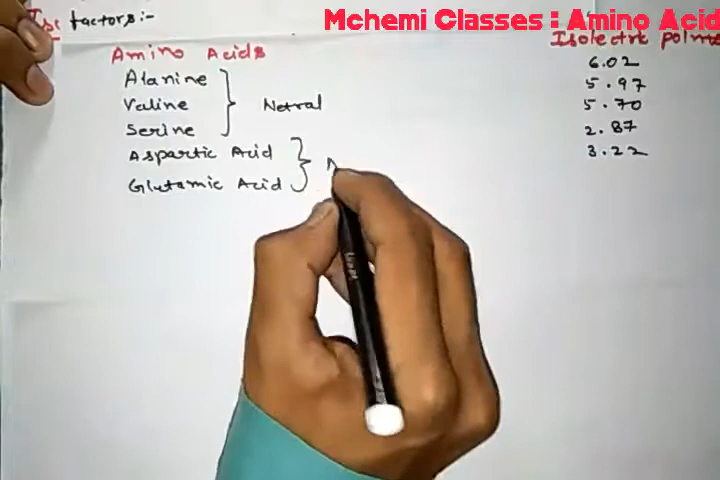 Mchemi Classes : Amino Acid
factors:-
Amino Acids Isolectric points
Alanine 6.02
Valine Netral 5.97
Serine 5.70
Aspartic Acid 2.87
Glutamic Acid 3.22